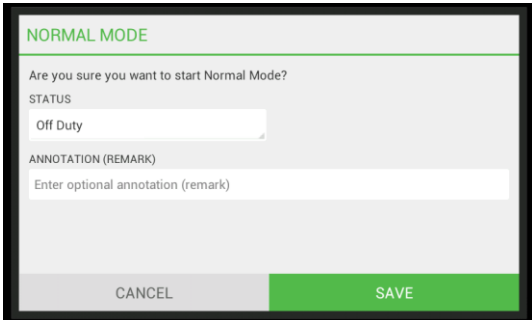 NORMAL MODE
Are you sure you want to start Normal Mode?
STATUS
Off Duty
ANNOTATION (REMARK)
Enter optional annotation (remark)
CANCEL SAVE